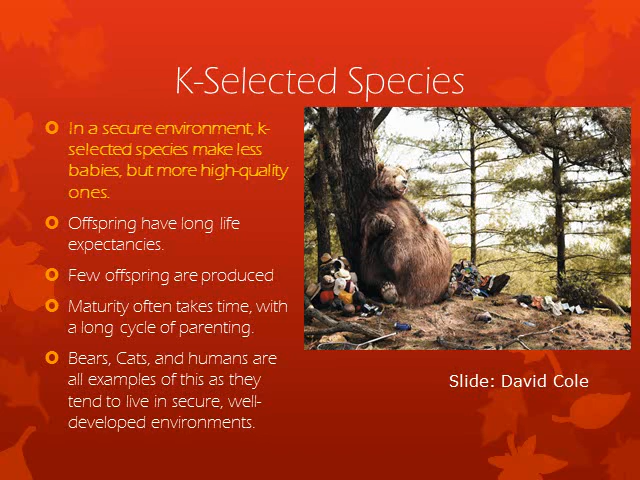 K-Selected Species
In a secure environment, k-
selected species make less
babies, but more high-quality
ones.
Offspring have long life
expectancies.
Few offspring are produced
Maturity often takes time, with
a long cycle of parenting.
Bears, Cats, and humans are
all examples of this as they
tend to live in secure, well-
developed environments.
Slide: David Cole